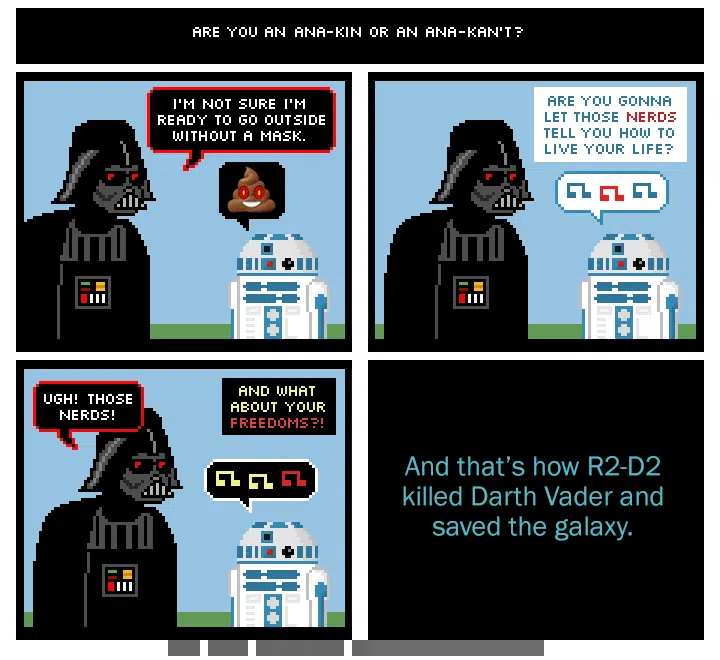 ARE YOU AN ANA-KIN OR AN ANA-KAN'T?
I'M NOT SURE I'M
READY TO GO OUTSIDE
WITHOUT A MASK.
ARE YOU GONNA
LET THOSE NERDS
TELL YOU HOW TO
LIVE YOUR LIFE?
UGH! THOSE
NERDS!
AND WHAT
ABOUT YOUR
FREEDOMS?!
And that's how R2-D2
killed Darth Vader and
saved the galaxy.